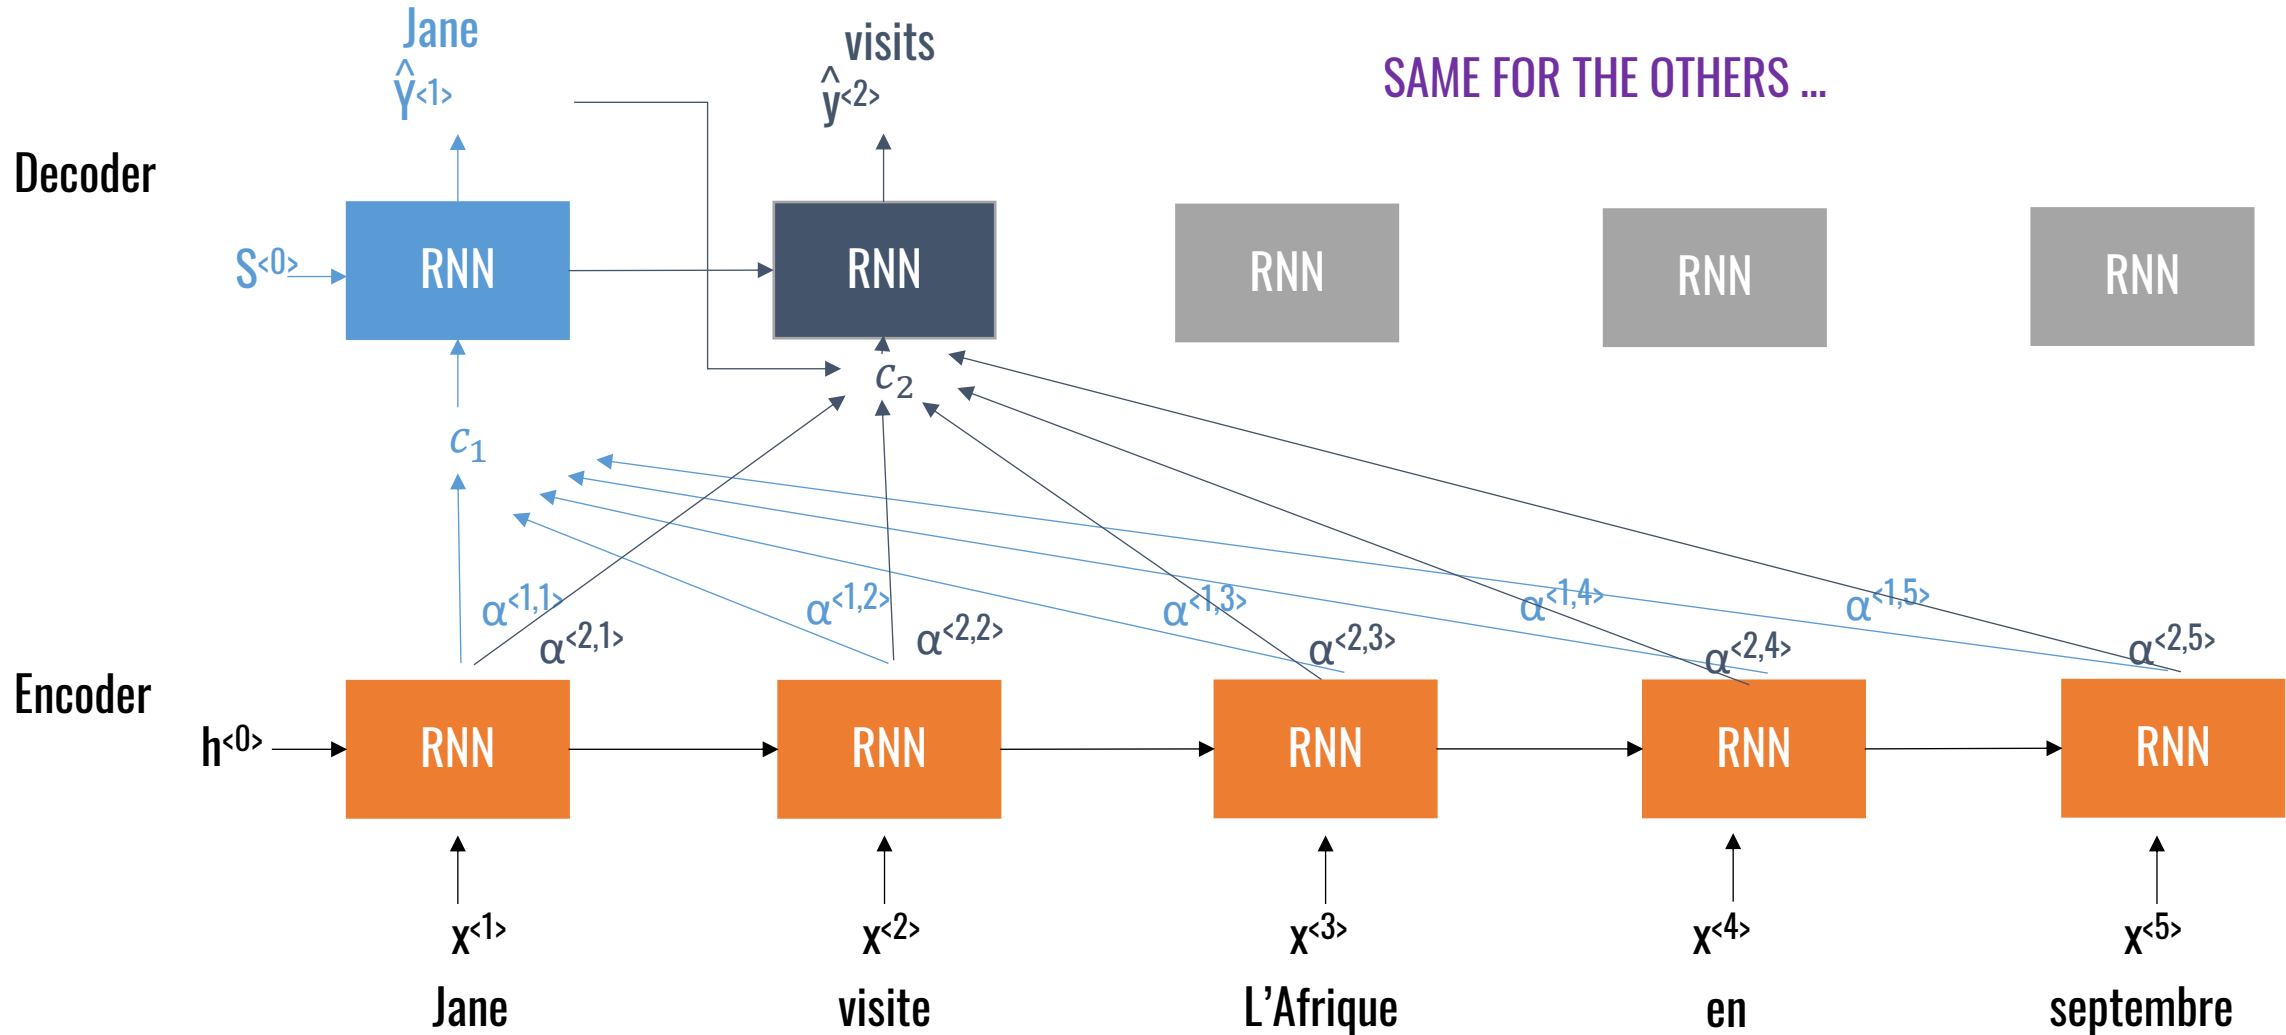 Jane
visits
SAME FOR THE OTHERS ...
Ŷ<1>
ŷ<2>
Decoder
S<0>
RNN
RNN
RNN
RNN
RNN
c₂
c₁
α<1,1>
α<1,2>
α<1,3>
α<1,4>
α<1,5>
α<2,1>
α<2,2>
α<2,3>
α<2,4>
α<2,5>
Encoder
h<0>
RNN
RNN
RNN
RNN
RNN
x<1>
x<2>
x<3>
x<4>
x<5>
Jane
visite
L’Afrique
en
septembre